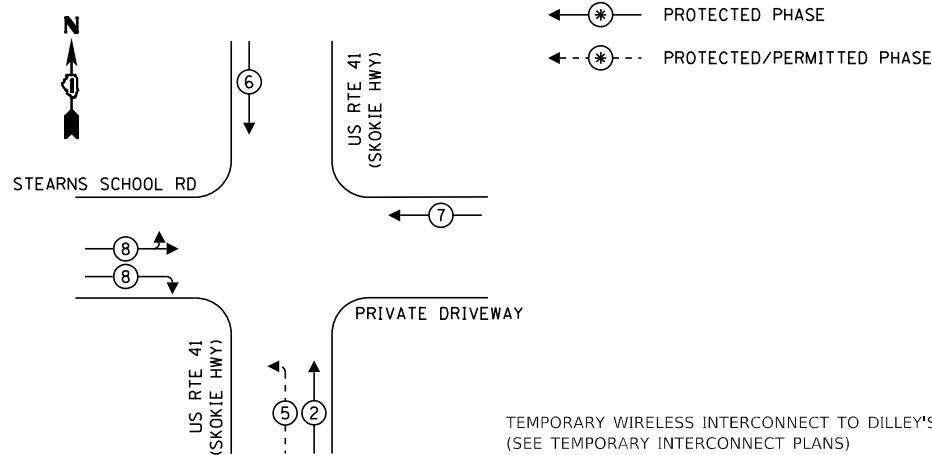 N
PROTECTED PHASE
PROTECTED/PERMITTED PHASE
6
US RTE 41
(SKOKIE HWY)
STEARNS SCHOOL RD
7
8
8
PRIVATE DRIVEWAY
US RTE 41
(SKOKIE HWY)
5
2
TEMPORARY WIRELESS INTERCONNECT TO DILLEY'S
(SEE TEMPORARY INTERCONNECT PLANS)